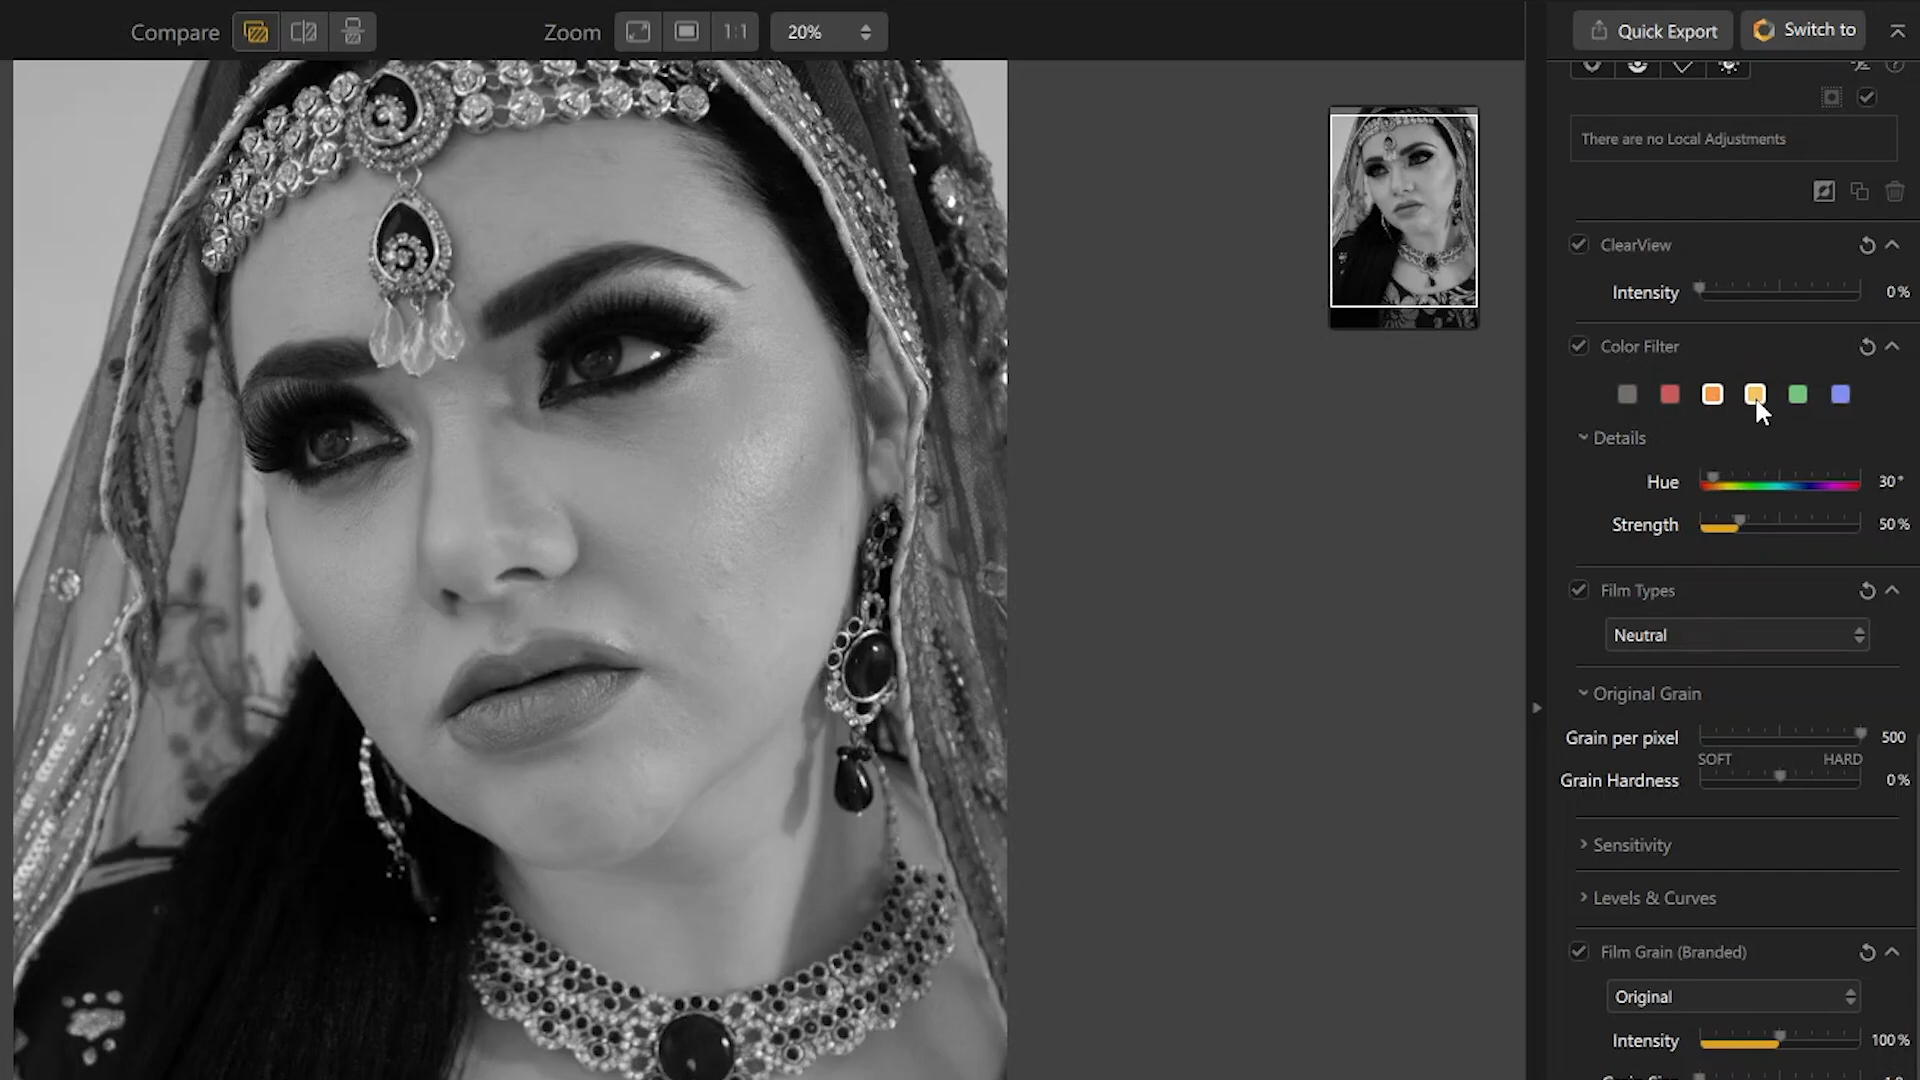 Compare
Zoom
1:1
20%
Quick Export
Switch to
There are no Local Adjustments
ClearView
Intensity
0%
Color Filter
Details
Hue
30°
Strength
50%
Film Types
Neutral
Original Grain
Grain per pixel
500
SOFT
HARD
Grain Hardness
0%
Sensitivity
Levels & Curves
Film Grain (Branded)
Original
Intensity
100%